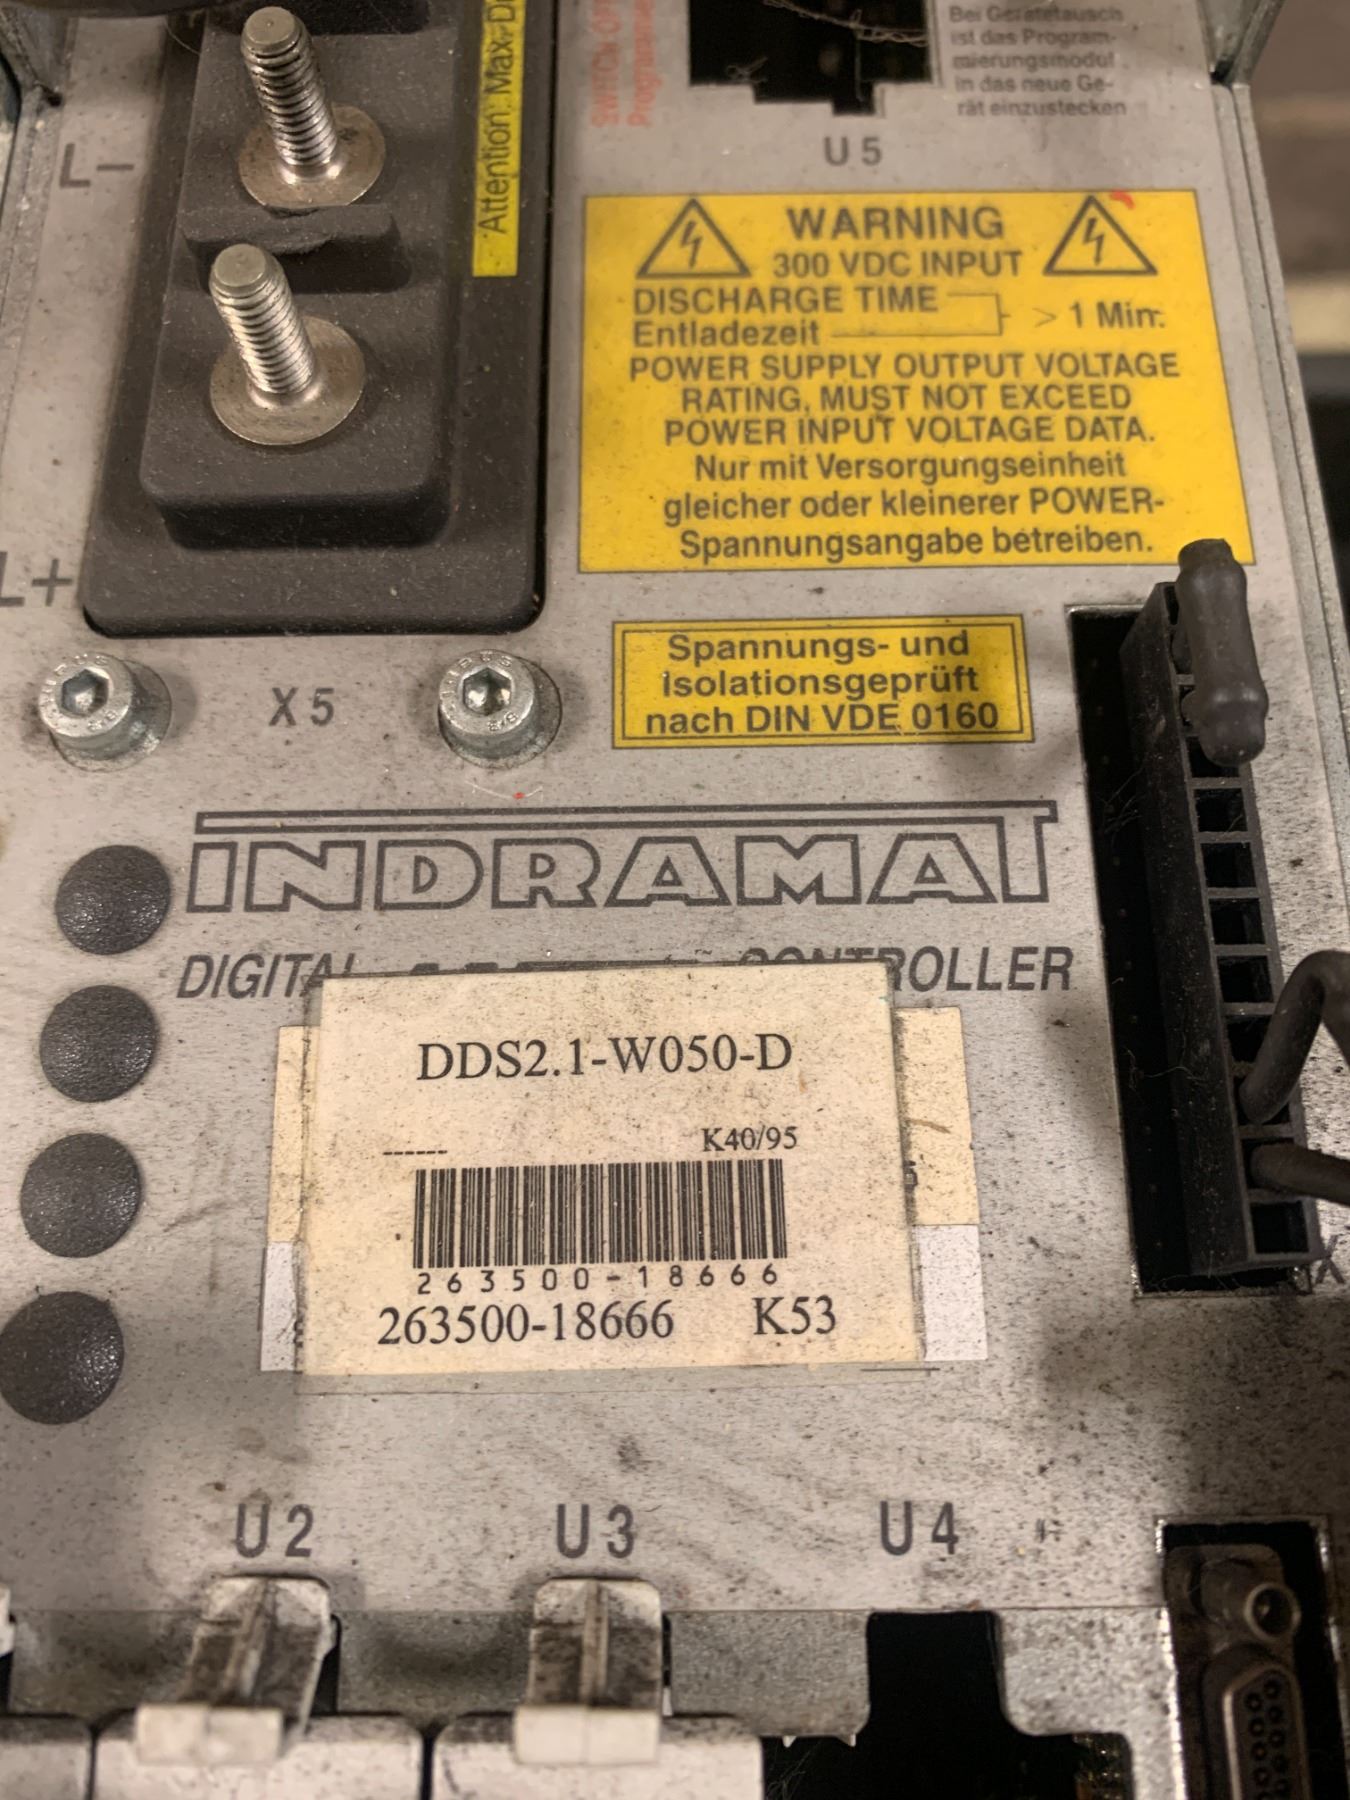 Bei Gerätetausch
ist das Program-
mierungsmodul
in das neue Ge-
rät einzustecken
SWITCH OFF
L-
Attention: Max.
U5
WARNING
300 VDC INPUT
DISCHARGE TIME
Entladezeit
> 1 Min.
POWER SUPPLY OUTPUT VOLTAGE
RATING, MUST NOT EXCEED
POWER INPUT VOLTAGE DATA.
Nur mit Versorgungseinheit
gleicher oder kleinerer POWER-
Spannungsangabe betreiben.
L+
X5
Spannungs- und
Isolationsgeprüft
nach DIN VDE 0160
INDRAMAT
DIGITAL CONTROLLER
DDS2.1-W050-D
------ K40/95
263500-18666
263500-18666 K53
U2 U3 U4